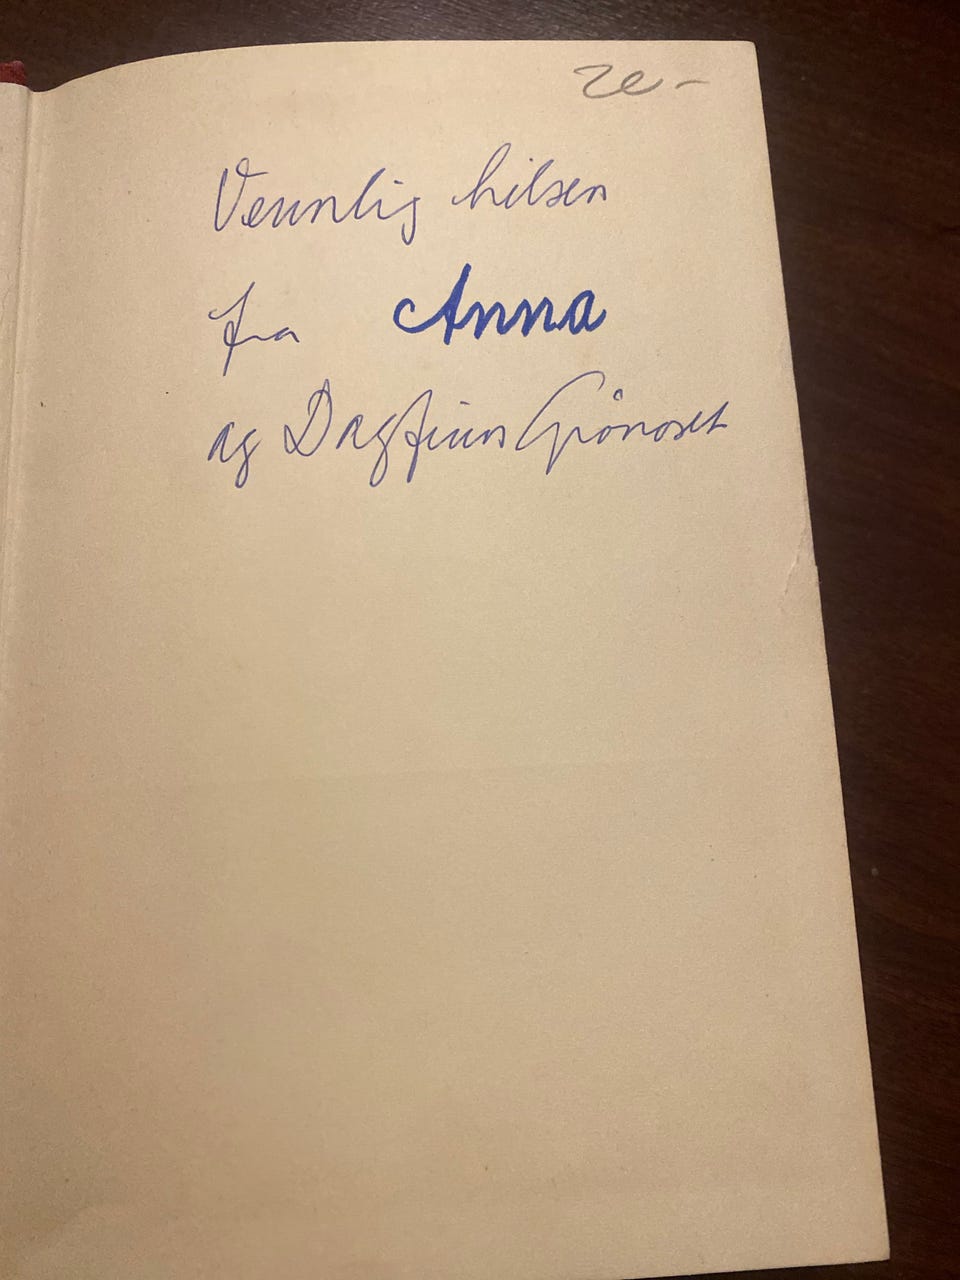 Vennlig hilsen
fra Anna
og Dagfinn Grønoset